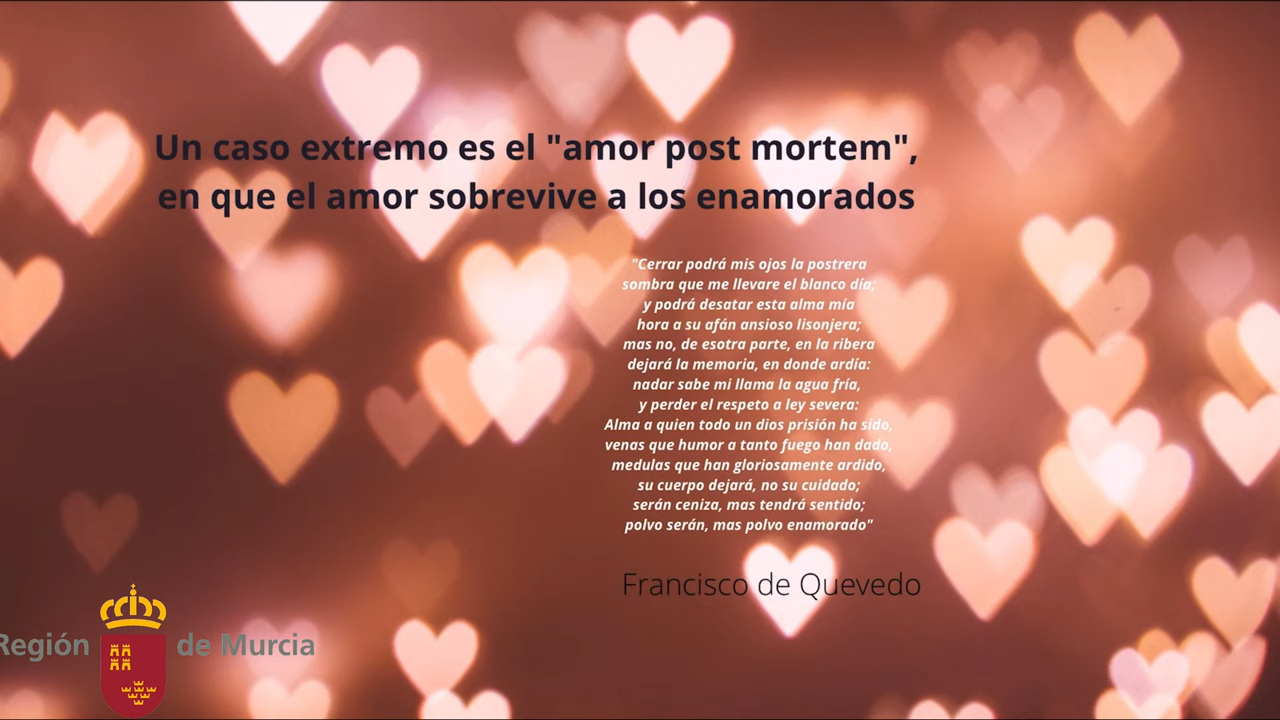 Un caso extremo es el "amor post mortem",
en que el amor sobrevive a los enamorados
"Cerrar podrá mis ojos la postrera
sombra que me llevare el blanco día;
y podrá desatar esta alma mía
hora a su afán ansioso lisonjera;
mas no, de esotra parte, en la ribera
dejará la memoria, en donde ardía:
nadar sabe mi llama la agua fría,
y perder el respeto a ley severa:
Alma a quien todo un dios prisión ha sido,
venas que humor a tanto fuego han dado,
medulas que han gloriosamente ardido,
su cuerpo dejará, no su cuidado;
serán ceniza, mas tendrá sentido;
polvo serán, mas polvo enamorado"
Francisco de Quevedo
Región de Murcia